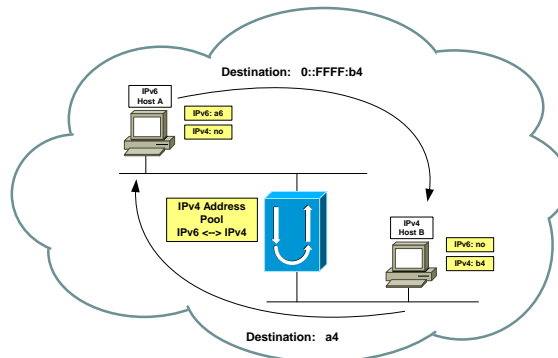 Destination: 0::FFFF:b4
IPv6
Host A
IPv6: a6
IPv4: no
IPv4 Address
Pool
IPv6 <--> IPv4
IPv4
Host B
IPv6: no
IPv4: b4
Destination: a4